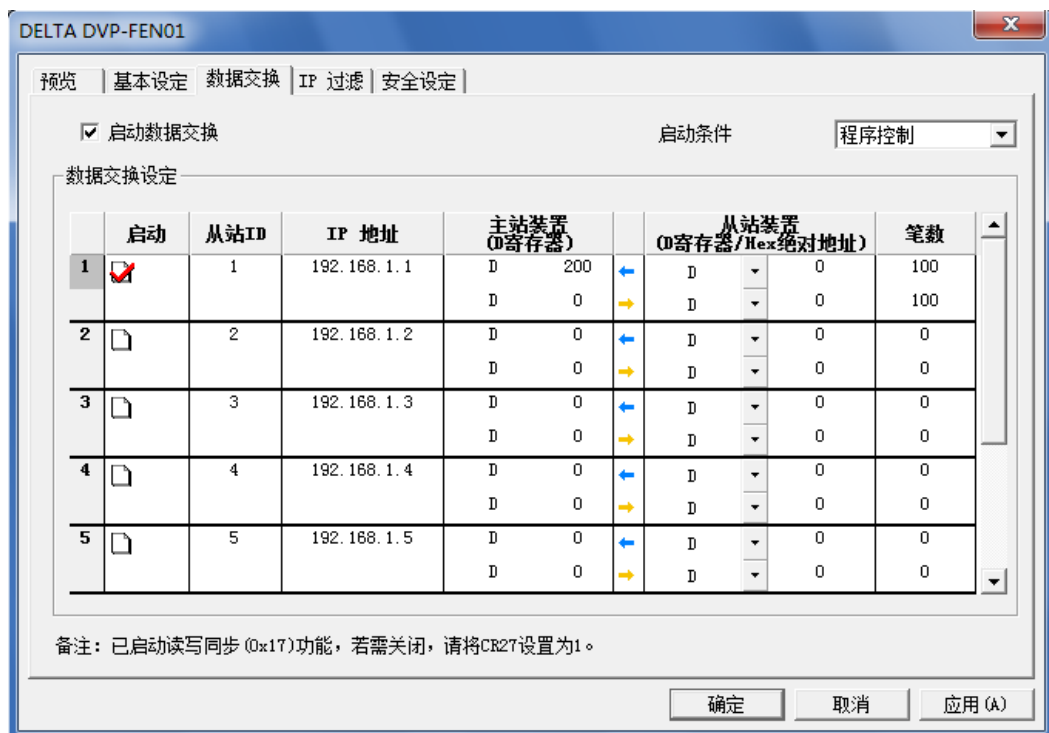 DELTA DVP-FEN01
预览 基本设定 数据交换 IP 过滤 安全设定
启动数据交换 启动条件 程序控制
数据交换设定
启动 从站ID IP 地址 主站装置 (D寄存器) 从站装置 (D寄存器/Hex绝对地址) 笔数
1 1 192.168.1.1 D 200 D 0 100
D 0 D 0 100
2 2 192.168.1.2 D 0 D 0 0
D 0 D 0 0
3 3 192.168.1.3 D 0 D 0 0
D 0 D 0 0
4 4 192.168.1.4 D 0 D 0 0
D 0 D 0 0
5 5 192.168.1.5 D 0 D 0 0
D 0 D 0 0
备注：已启动读写同步(0x17)功能，若需关闭，请将CR27设置为1。
确定 取消 应用(A)